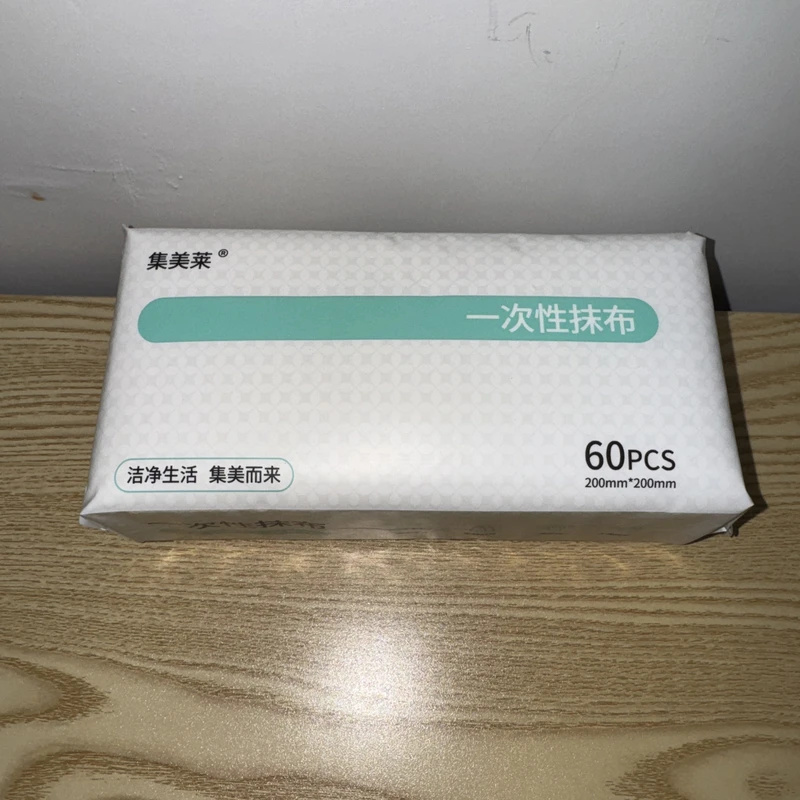 集美莱®
一次性抹布
洁净生活 集美而来
60PCS
200mm*200mm
一次性抹布